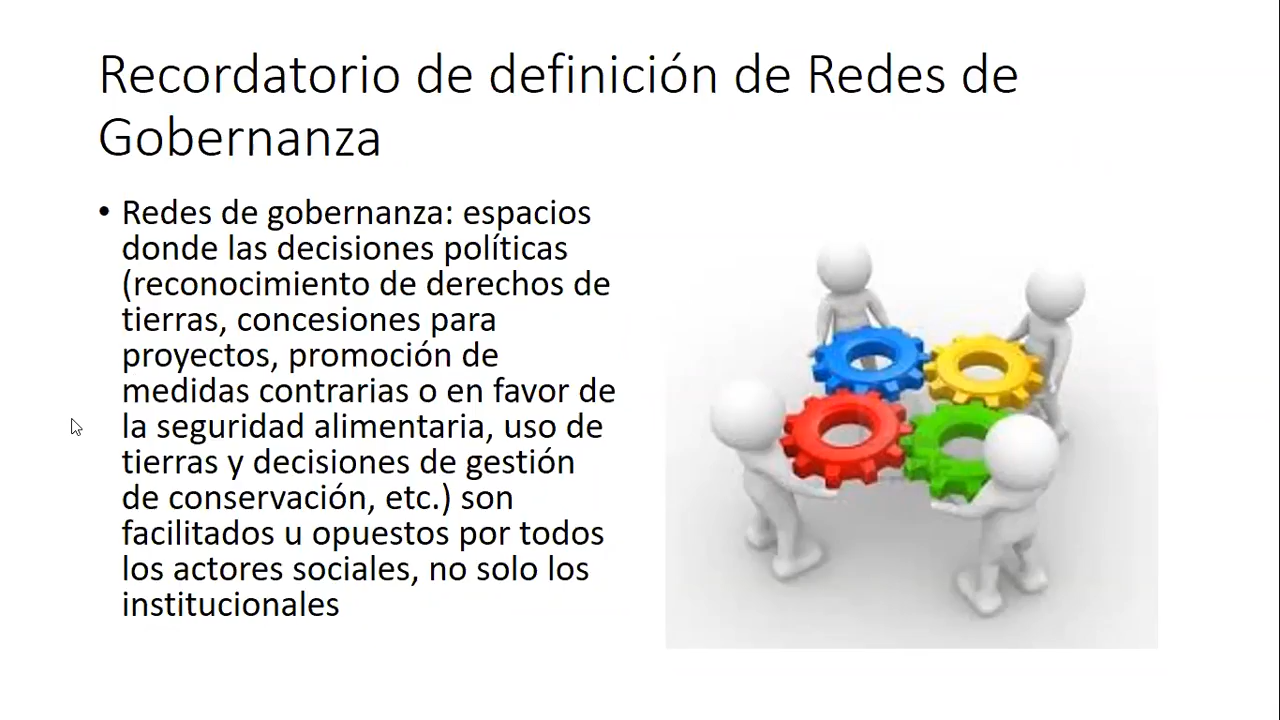 Recordatorio de definición de Redes de
Gobernanza
• Redes de gobernanza: espacios
donde las decisiones políticas
(reconocimiento de derechos de
tierras, concesiones para
proyectos, promoción de
medidas contrarias o en favor de
la seguridad alimentaria, uso de
tierras y decisiones de gestión
de conservación, etc.) son
facilitados u opuestos por todos
los actores sociales, no solo los
institucionales